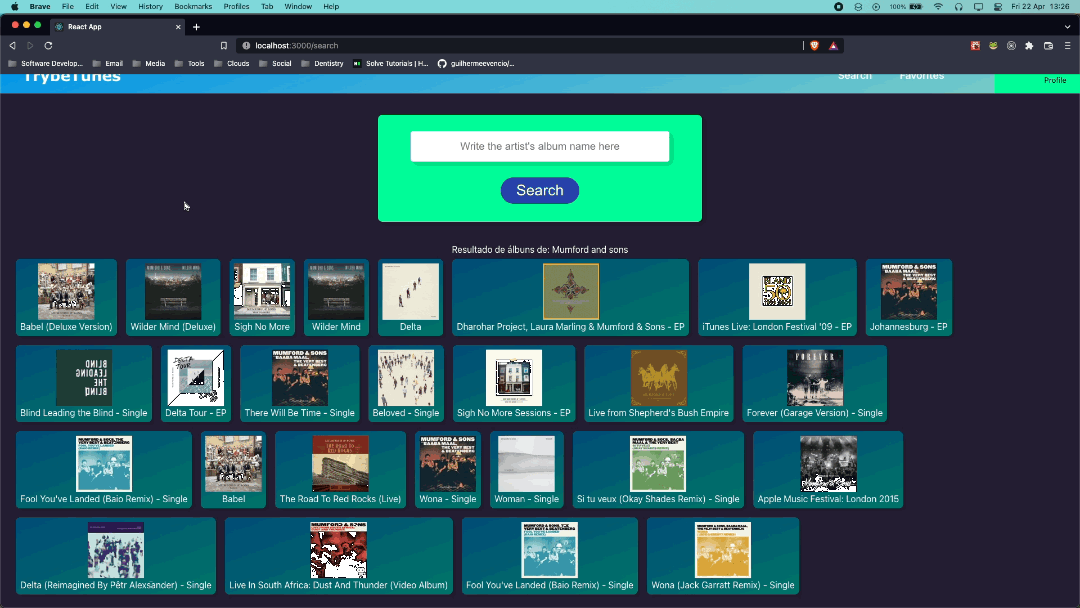 Brave File Edit View History Bookmarks Profiles Tab Window Help 100% Fri 22 Apr 13:26
React App
localhost:3000/search
Software Develop... Email Media Tools Clouds Social Dentistry Solve Tutorials | H... guilhermeevencio/...
TrybeTunes Search Favorites Profile
Write the artist's album name here
Search
Resultado de álbuns de: Mumford and sons
Babel (Deluxe Version) Wilder Mind (Deluxe) Sigh No More Wilder Mind Delta Dharohar Project, Laura Marling & Mumford & Sons - EP iTunes Live: London Festival '09 - EP Johannesburg - EP
Blind Leading the Blind - Single Delta Tour - EP There Will Be Time - Single Beloved - Single Sigh No More Sessions - EP Live from Shepherd's Bush Empire Forever (Garage Version) - Single
Fool You've Landed (Baio Remix) - Single Babel The Road To Red Rocks (Live) Wona - Single Woman - Single Si tu veux (Okay Shades Remix) - Single Apple Music Festival: London 2015
Delta (Reimagined By Pêtr Alexsänder) - Single Live In South Africa: Dust And Thunder (Video Album) Fool You've Landed (Baio Remix) - Single Wona (Jack Garratt Remix) - Single